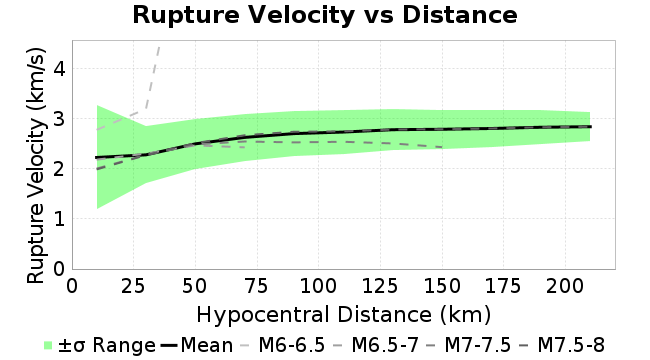 Rupture Velocity vs Distance
Rupture Velocity (km/s)
4
3
2
1
0
0 25 50 75 100 125 150 175 200
Hypocentral Distance (km)
±σ Range Mean M6-6.5 M6.5-7 M7-7.5 M7.5-8